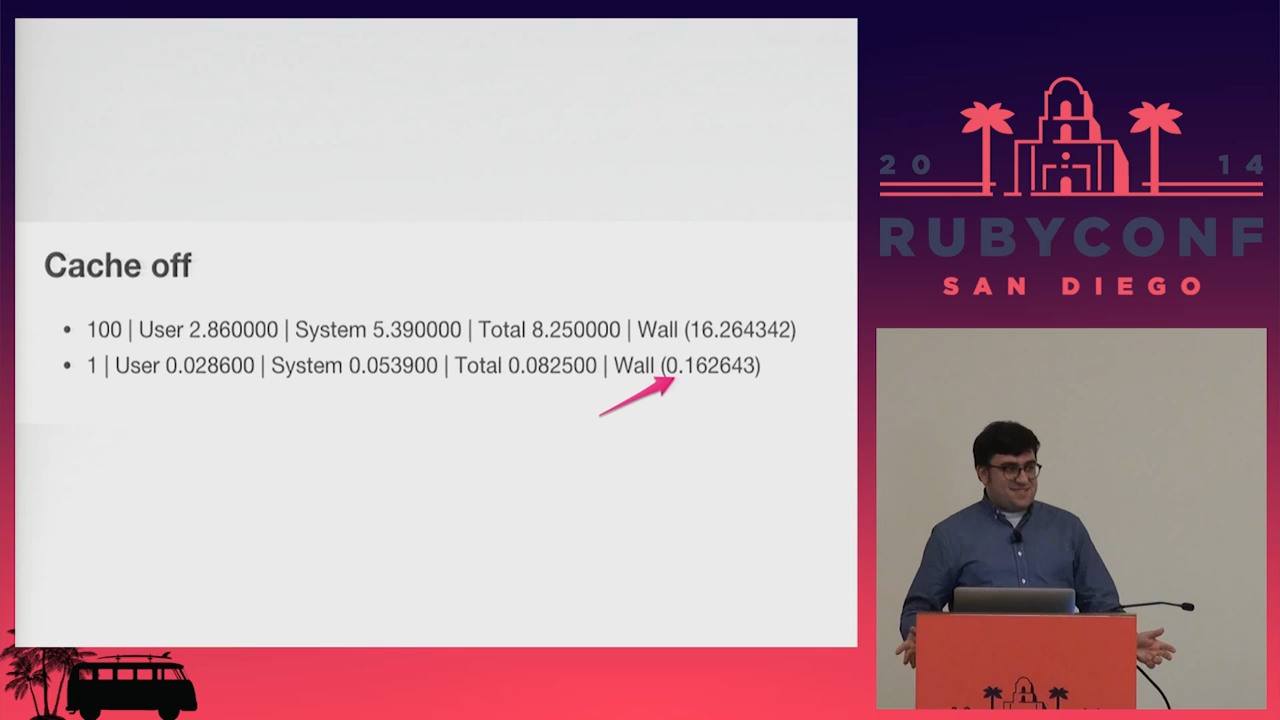 Cache off
• 100 | User 2.860000 | System 5.390000 | Total 8.250000 | Wall (16.264342)
• 1 | User 0.028600 | System 0.053900 | Total 0.082500 | Wall (0.162643)
20 14
RUBYCONF
SAN DIEGO